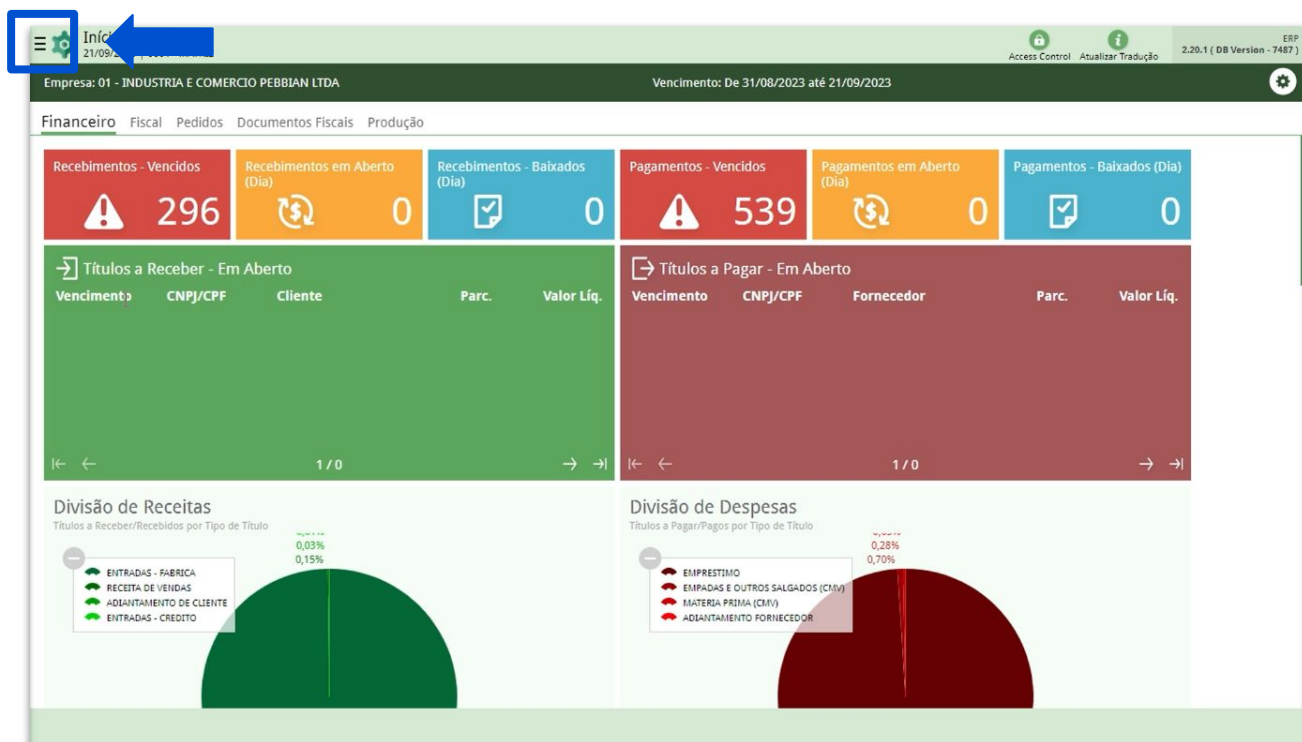 Iníc
21/09/2
Access Control
Atualizar Tradução
ERP
2.20.1 ( DB Version - 7487 )
Empresa: 01 - INDUSTRIA E COMERCIO PEBBIAN LTDA
Vencimento: De 31/08/2023 até 21/09/2023
Financeiro Fiscal Pedidos Documentos Fiscais Produção
Recebimentos - Vencidos
296
Recebimentos em Aberto
(Dia)
0
Recebimentos - Baixados
(Dia)
0
Pagamentos - Vencidos
539
Pagamentos em Aberto
(Dia)
0
Pagamentos - Baixados (Dia)
0
Títulos a Receber - Em Aberto
Vencimento CNPJ/CPF Cliente Parc. Valor Líq.
1 / 0
Títulos a Pagar - Em Aberto
Vencimento CNPJ/CPF Fornecedor Parc. Valor Líq.
1 / 0
Divisão de Receitas
Títulos a Receber/Recebidos por Tipo de Título
0,03%
0,15%
ENTRADAS - FABRICA
RECEITA DE VENDAS
ADIANTAMENTO DE CLIENTE
ENTRADAS - CREDITO
Divisão de Despesas
Títulos a Pagar/Pagos por Tipo de Título
0,28%
0,70%
EMPRESTIMO
EMPADAS E OUTROS SALGADOS (CMV)
MATERIA PRIMA (CMV)
ADIANTAMENTO FORNECEDOR